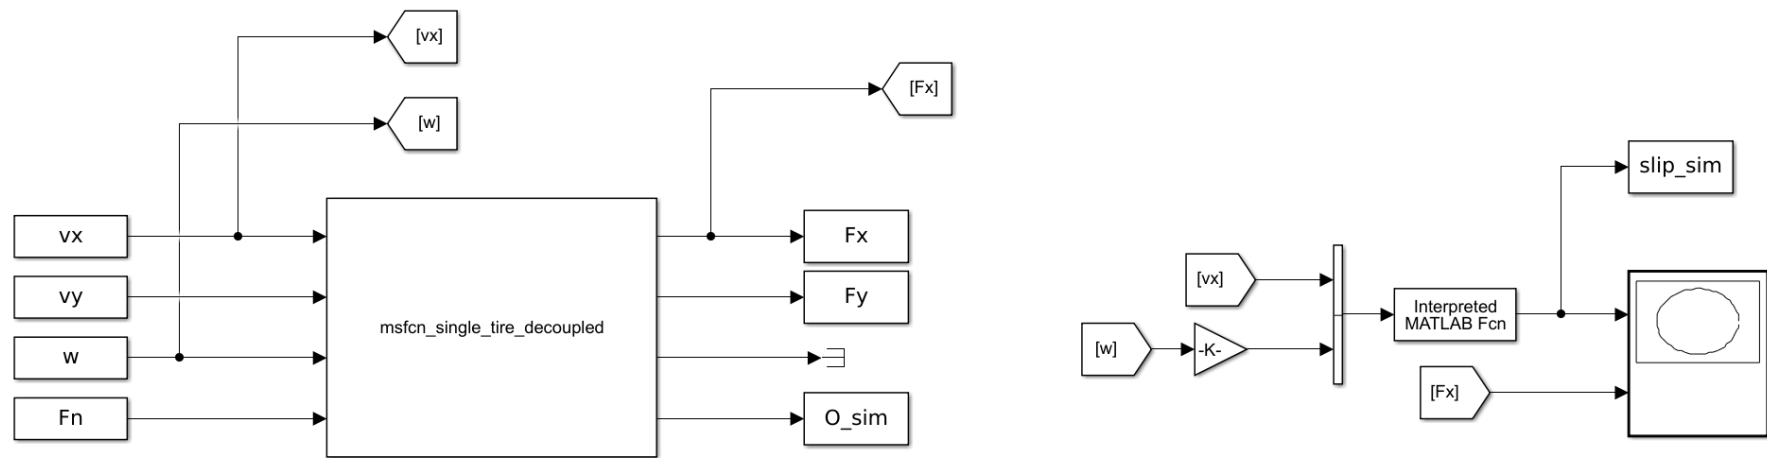 [vx]
[w]
[Fx]
vx
vy
w
Fn
msfcn_single_tire_decoupled
Fx
Fy
O_sim
slip_sim
[vx]
[w]
-K-
Interpreted
MATLAB Fcn
[Fx]